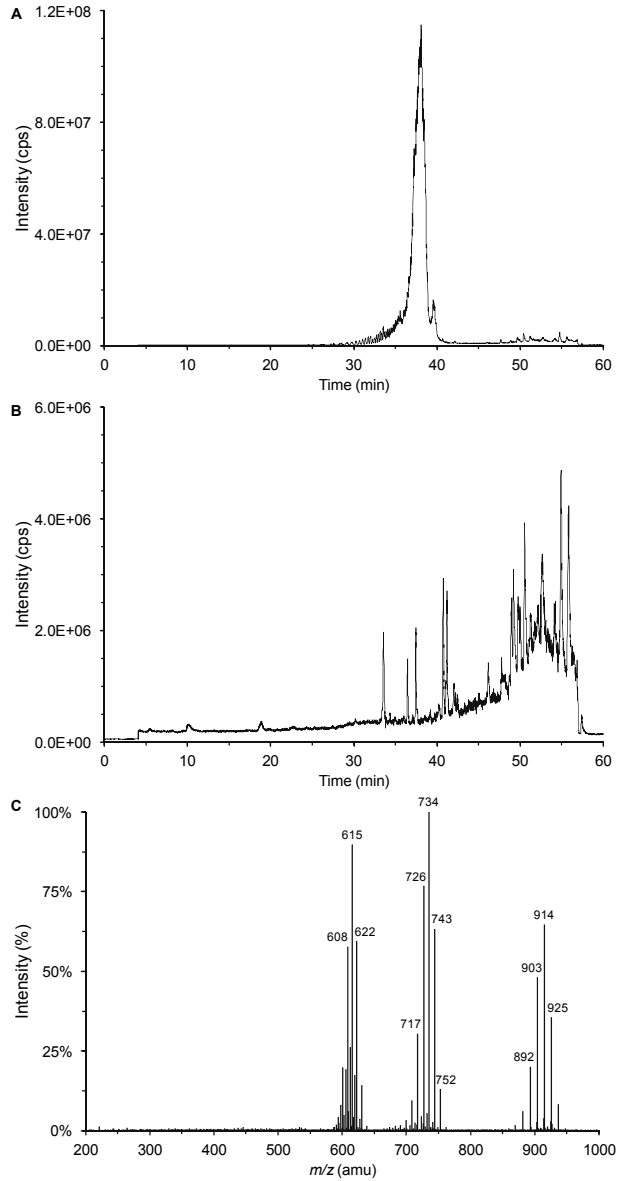 A
1.2E+08
8.0E+07
4.0E+07
0.0E+00
Intensity (cps)
0 10 20 30 40 50 60
Time (min)
B
6.0E+06
4.0E+06
2.0E+06
0.0E+00
Intensity (cps)
0 10 20 30 40 50 60
Time (min)
C
100%
75%
50%
25%
0%
Intensity (%)
734
615
726
743
914
608
622
903
925
717
892
752
200 300 400 500 600 700 800 900 1000
m/z (amu)